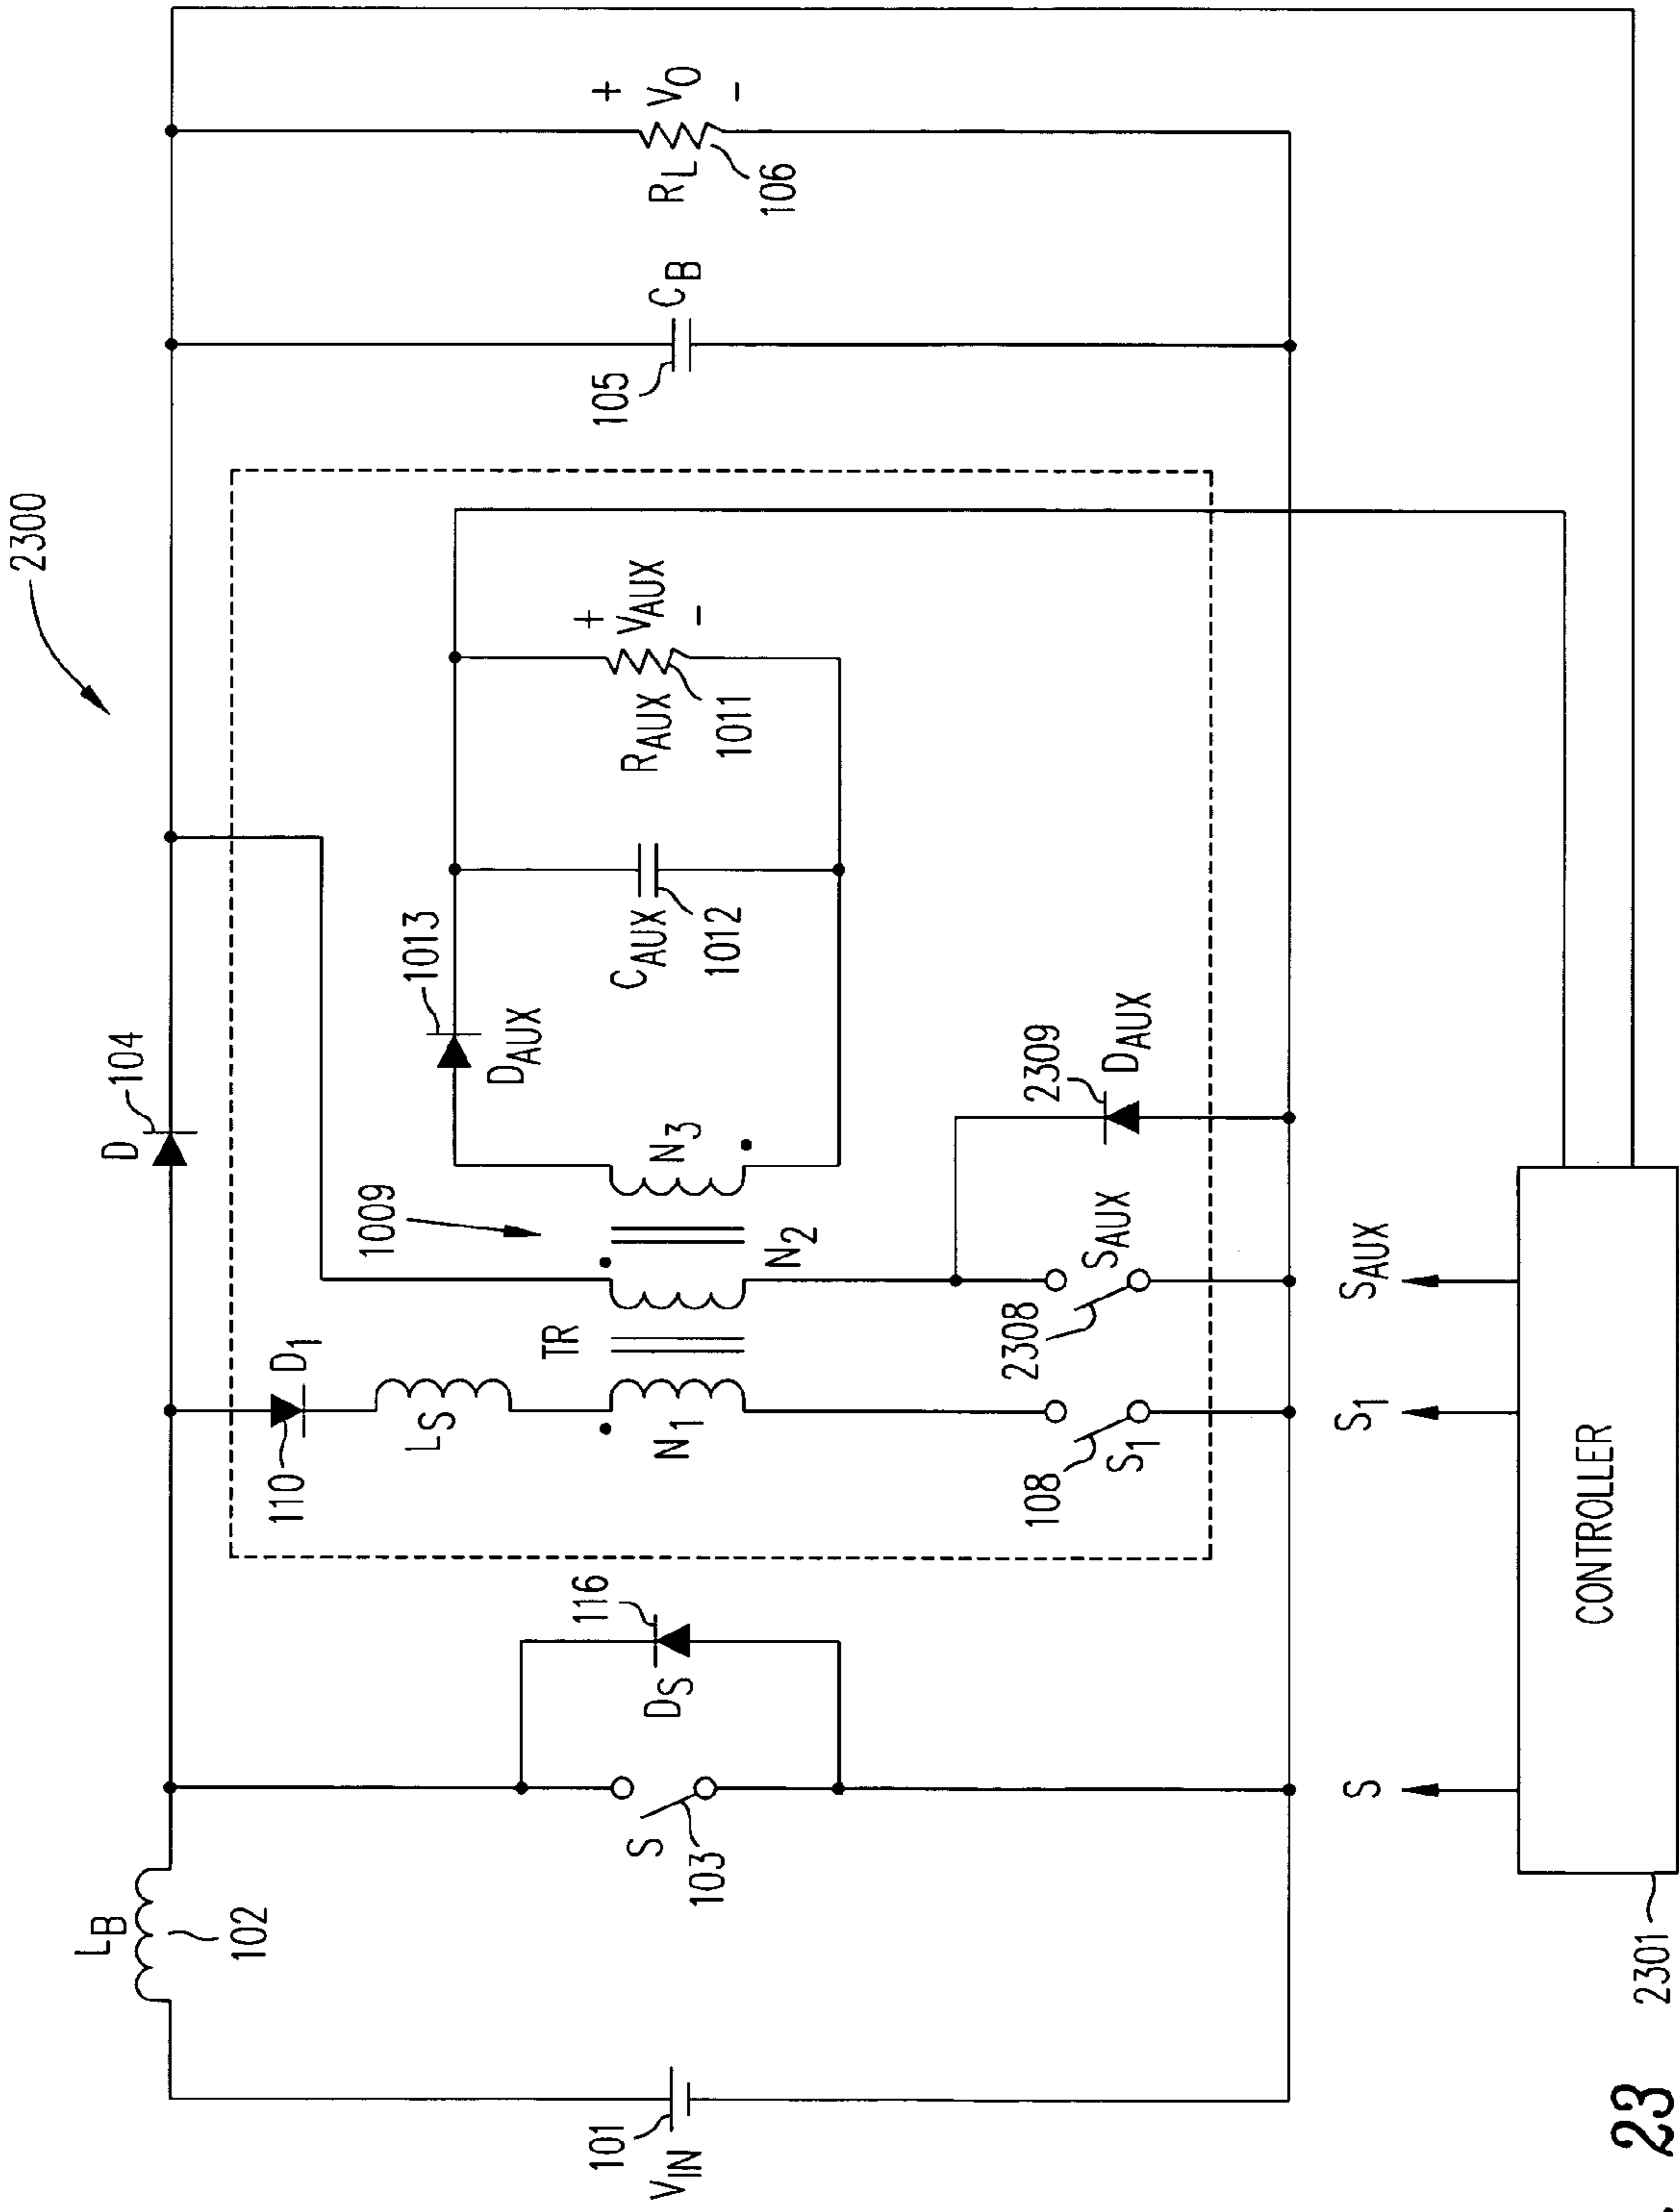 2300
L_B
102
D
104
110
D_1
L_S
TR
1009
N_1
N_2
N_3
1013
D_AUX
C_AUX
1012
R_AUX
1011
+
V_AUX
-
105
C_B
R_L
106
+
V_O
-
101
V_IN
S
103
D_S
116
108
S_1
2308
S_AUX
2309
D_AUX
S
S_1
S_AUX
CONTROLLER
2301
23